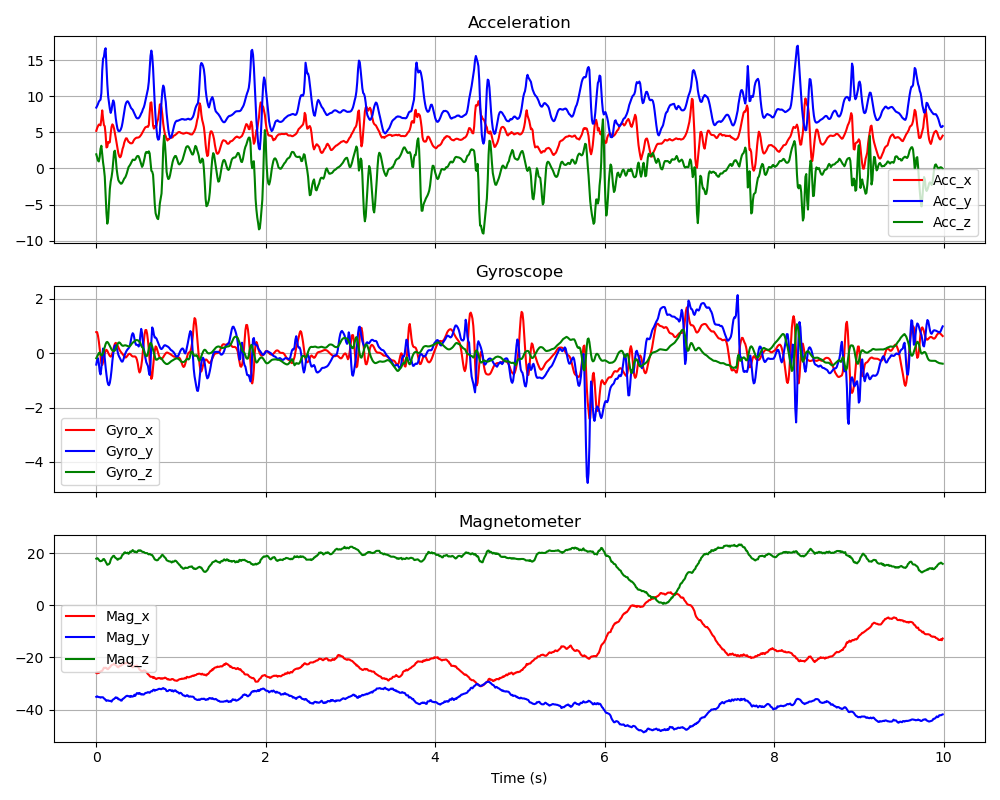 Acceleration
15
10
5
0
−5
−10
Acc_x
Acc_y
Acc_z
Gyroscope
2
0
−2
−4
Gyro_x
Gyro_y
Gyro_z
Magnetometer
20
0
−20
−40
Mag_x
Mag_y
Mag_z
0 2 4 6 8 10
Time (s)